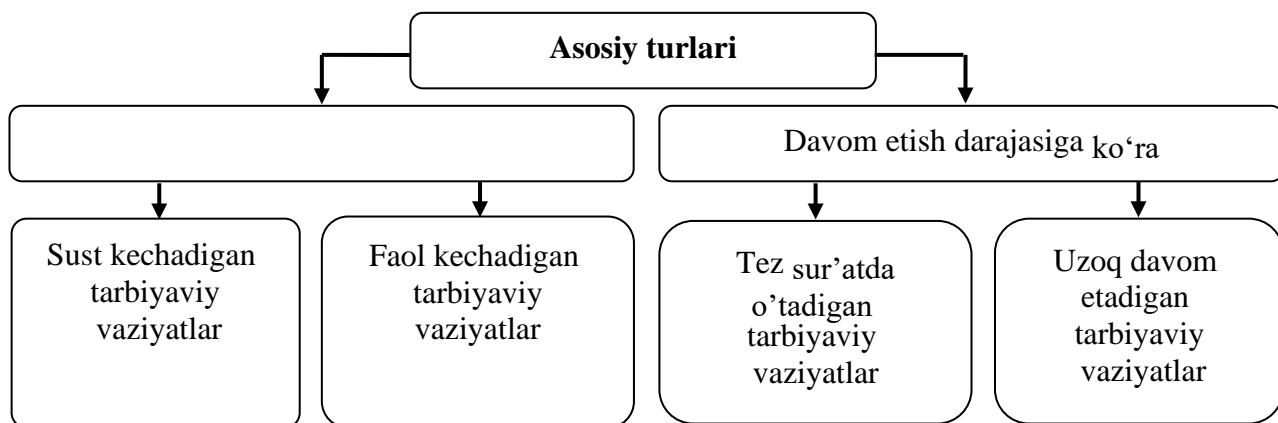 Asosiy turlari
Davom etish darajasiga ko‘ra
Sust kechadigan
tarbiyaviy
vaziyatlar
Faol kechadigan
tarbiyaviy
vaziyatlar
Tez sur’atda
o’tadigan
tarbiyaviy
vaziyatlar
Uzoq davom
etadigan
tarbiyaviy
vaziyatlar